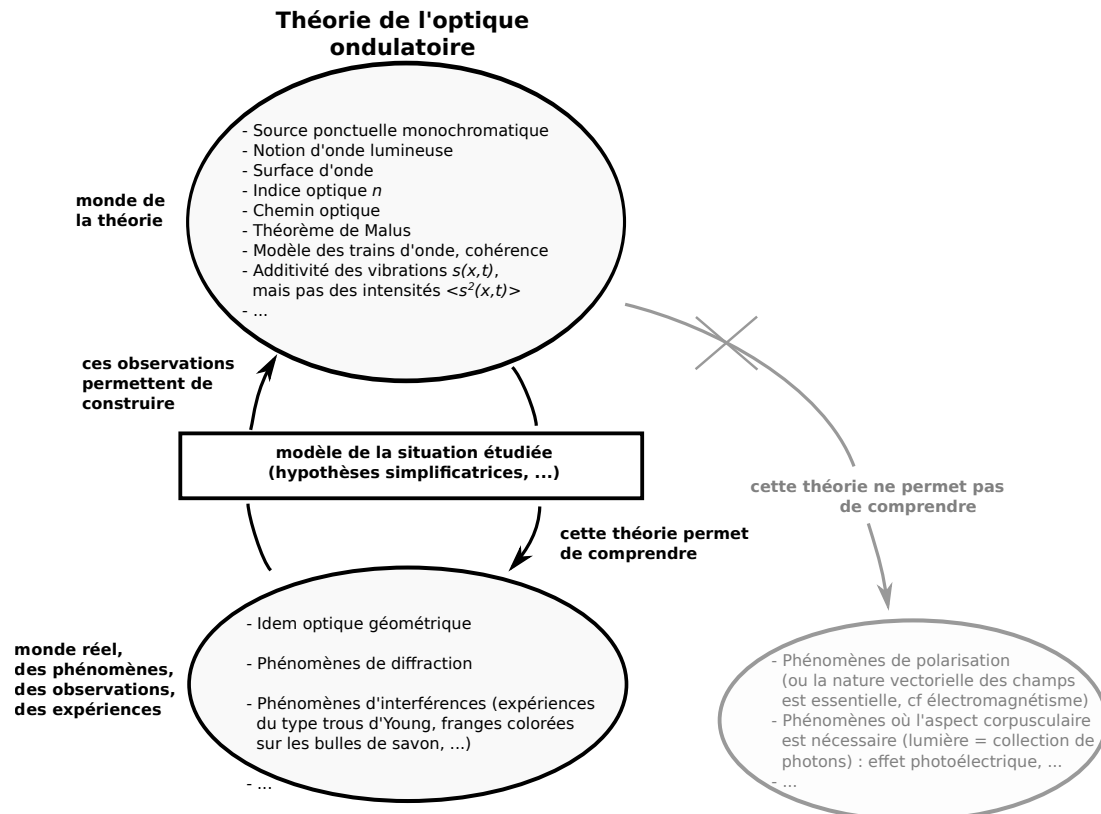 Théorie de l'optique
ondulatoire
- Source ponctuelle monochromatique
- Notion d'onde lumineuse
- Surface d'onde
- Indice optique n
- Chemin optique
- Théorème de Malus
- Modèle des trains d'onde, cohérence
- Additivité des vibrations s(x,t),
mais pas des intensités <s²(x,t)>
- ...
monde de
la théorie
ces observations
permettent de
construire
modèle de la situation étudiée
(hypothèses simplificatrices, ...)
cette théorie permet
de comprendre
cette théorie ne permet pas
de comprendre
monde réel,
des phénomènes,
des observations,
des expériences
- Idem optique géométrique
- Phénomènes de diffraction
- Phénomènes d'interférences (expériences
du type trous d'Young, franges colorées
sur les bulles de savon, ...)
- ...
- Phénomènes de polarisation
(ou la nature vectorielle des champs
est essentielle, cf électromagnétisme)
- Phénomènes où l'aspect corpusculaire
est nécessaire (lumière = collection de
photons) : effet photoélectrique, ...
- ...